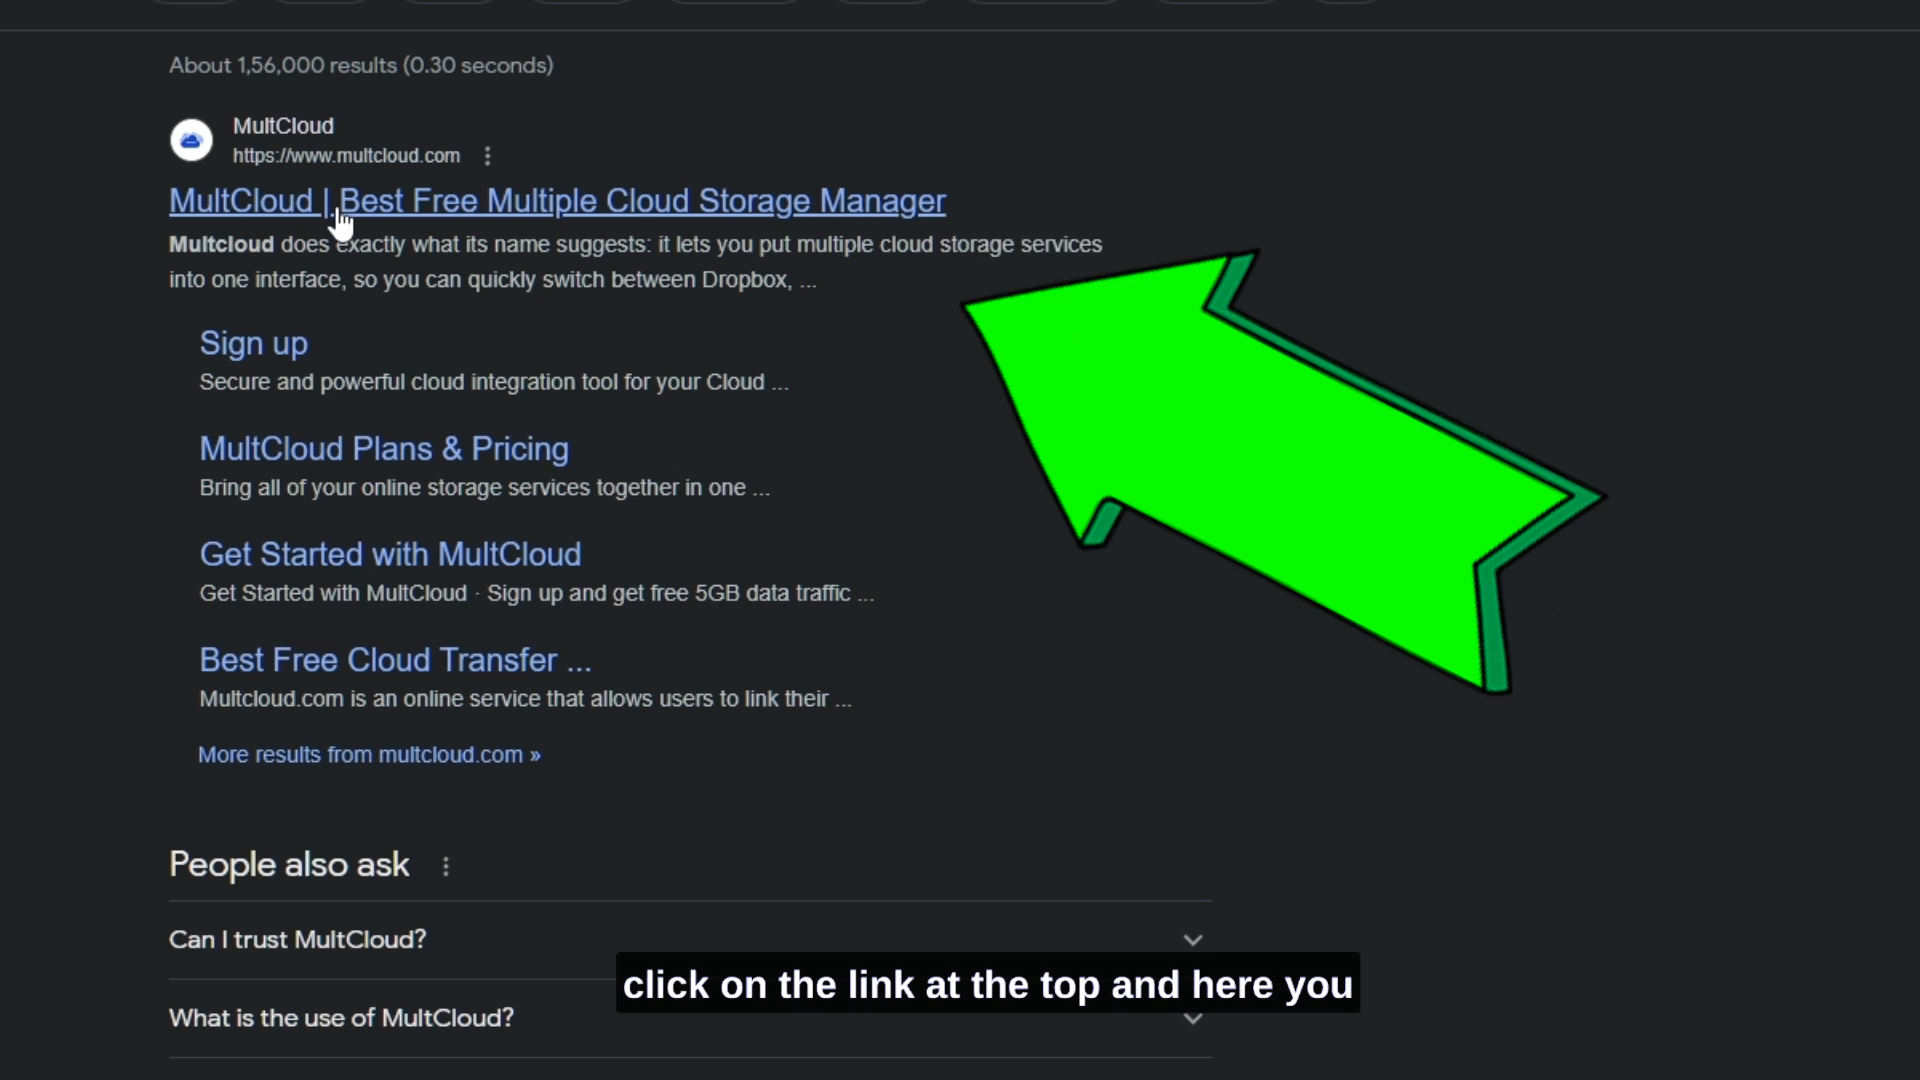 About 1,56,000 results (0.30 seconds)
MultCloud
https://www.multcloud.com
MultCloud | Best Free Multiple Cloud Storage Manager
Multcloud does exactly what its name suggests: it lets you put multiple cloud storage services
into one interface, so you can quickly switch between Dropbox, ...
Sign up
Secure and powerful cloud integration tool for your Cloud ...
MultCloud Plans & Pricing
Bring all of your online storage services together in one ...
Get Started with MultCloud
Get Started with MultCloud · Sign up and get free 5GB data traffic ...
Best Free Cloud Transfer ...
Multcloud.com is an online service that allows users to link their ...
More results from multcloud.com »
People also ask
Can I trust MultCloud?
click on the link at the top and here you
What is the use of MultCloud?